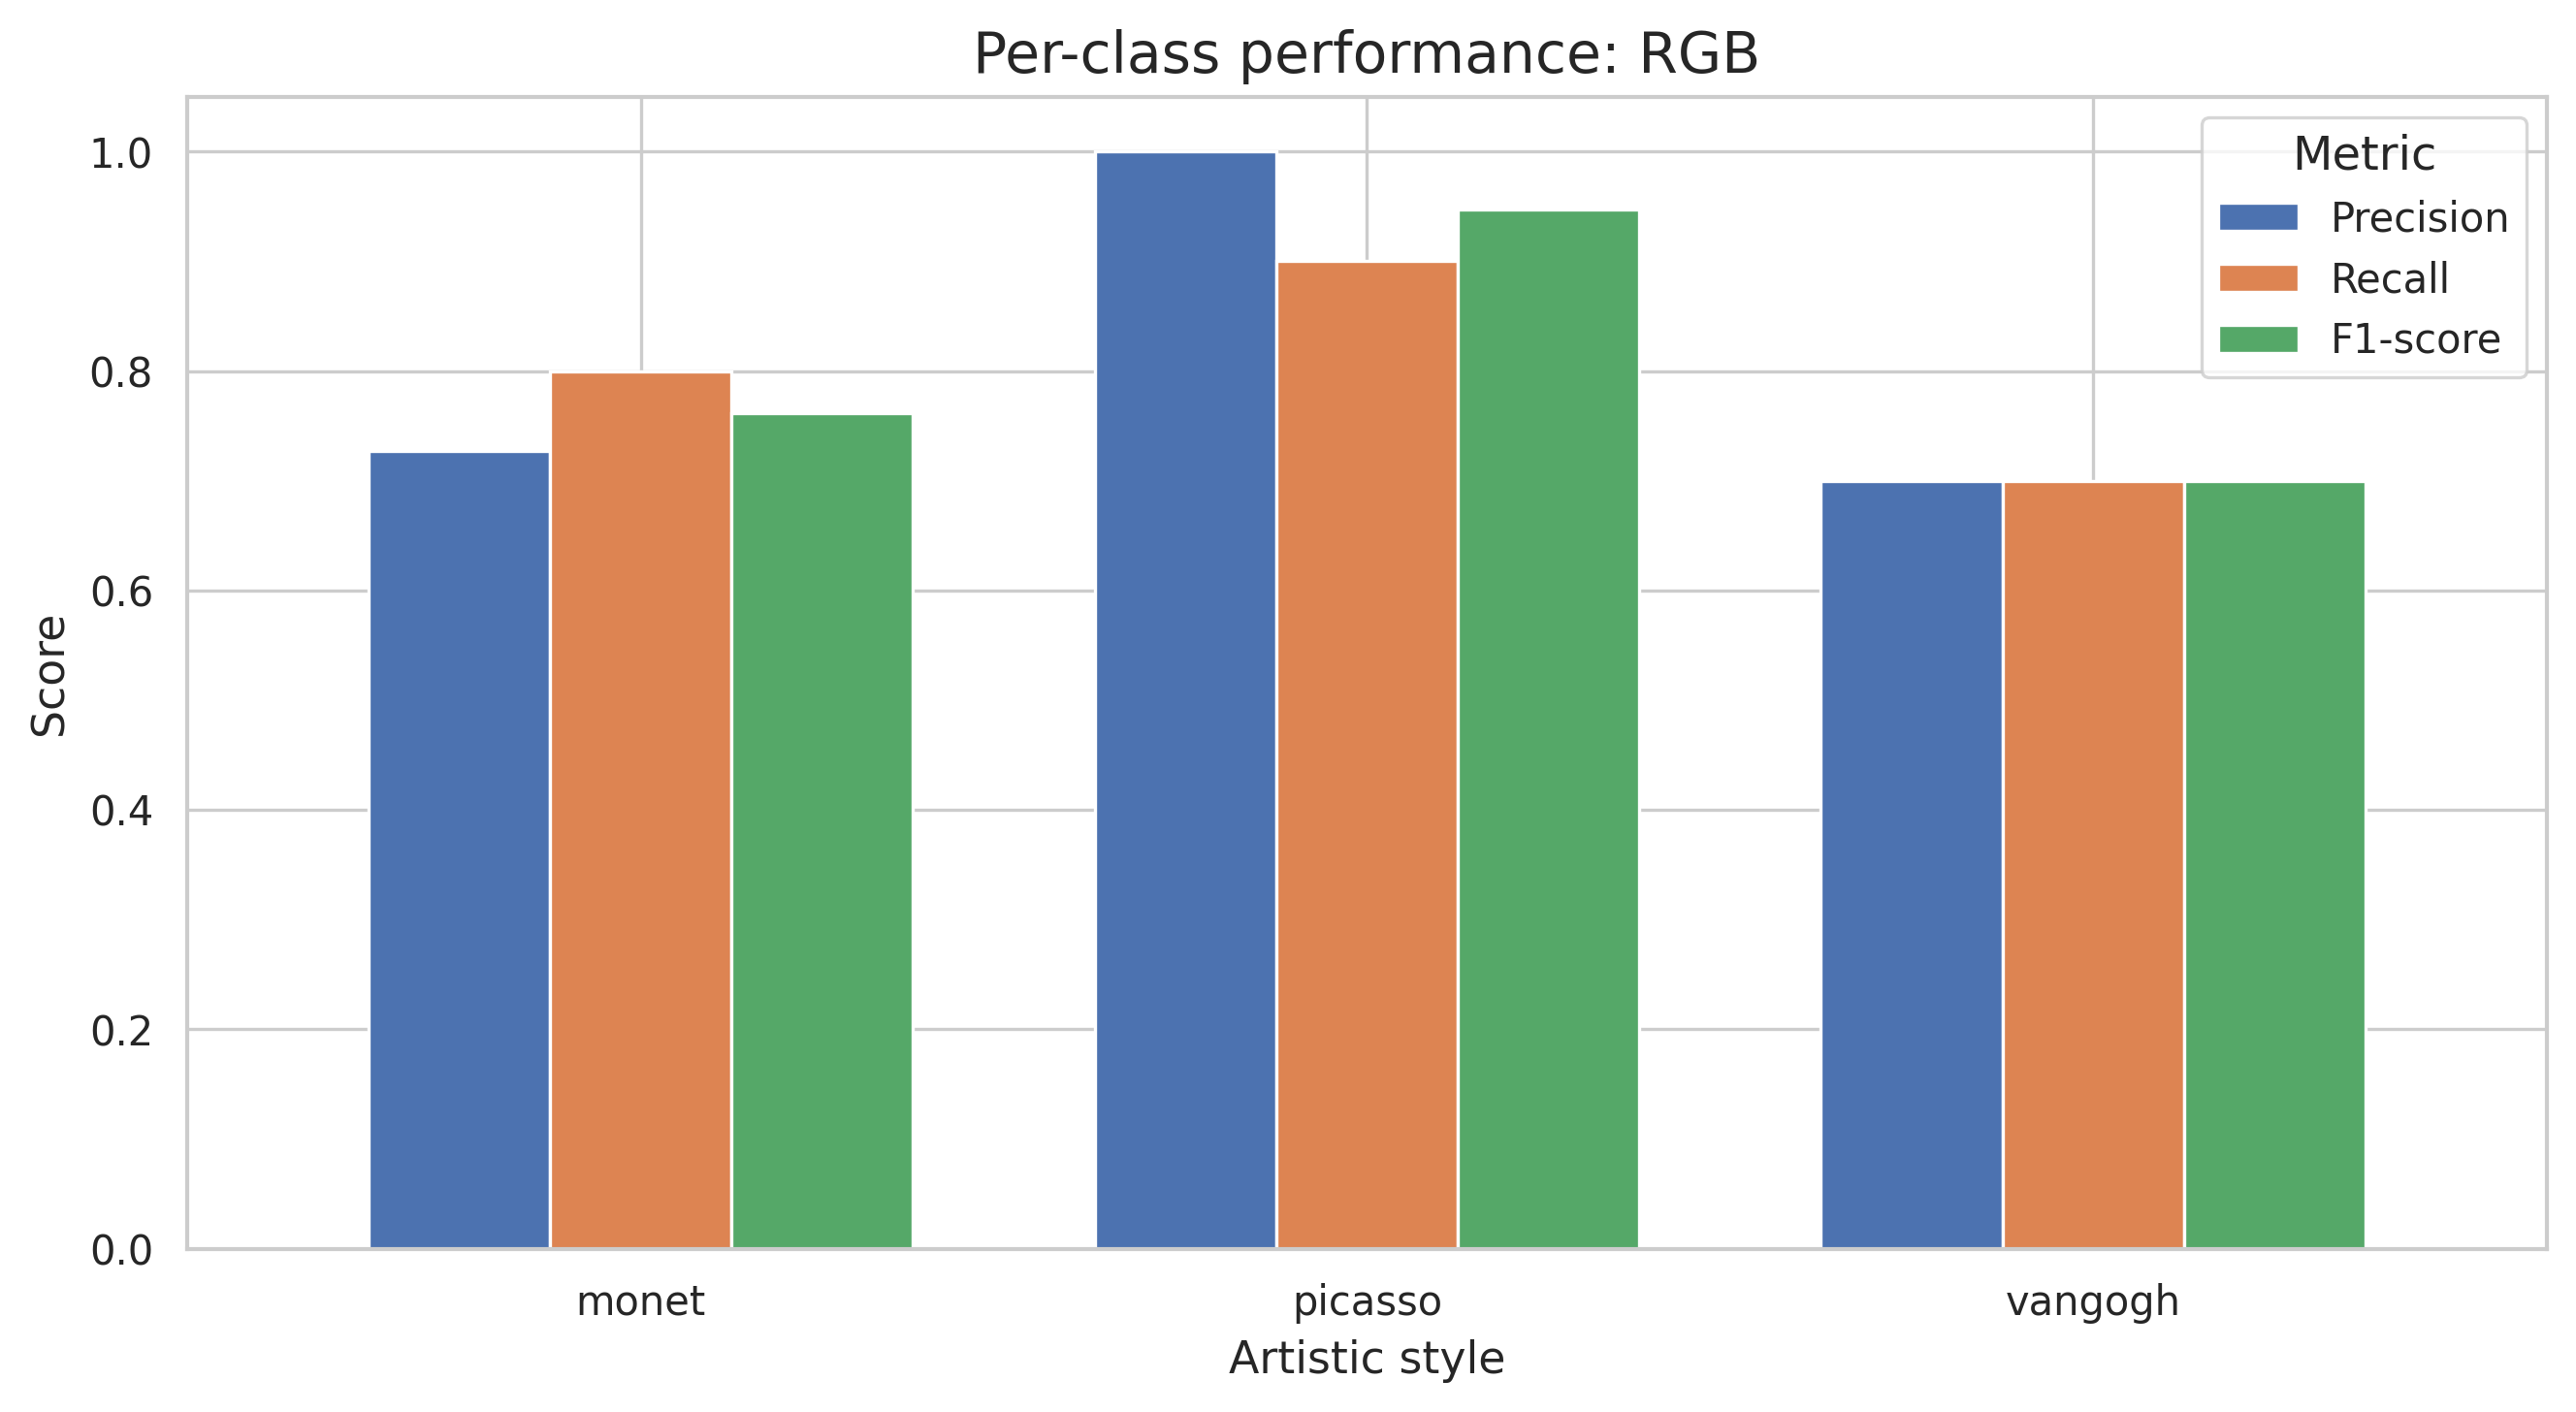 Per-class performance: RGB
Metric
Precision
Recall
F1-score
1.0
0.8
0.6
0.4
0.2
0.0
Score
monet picasso vangogh
Artistic style